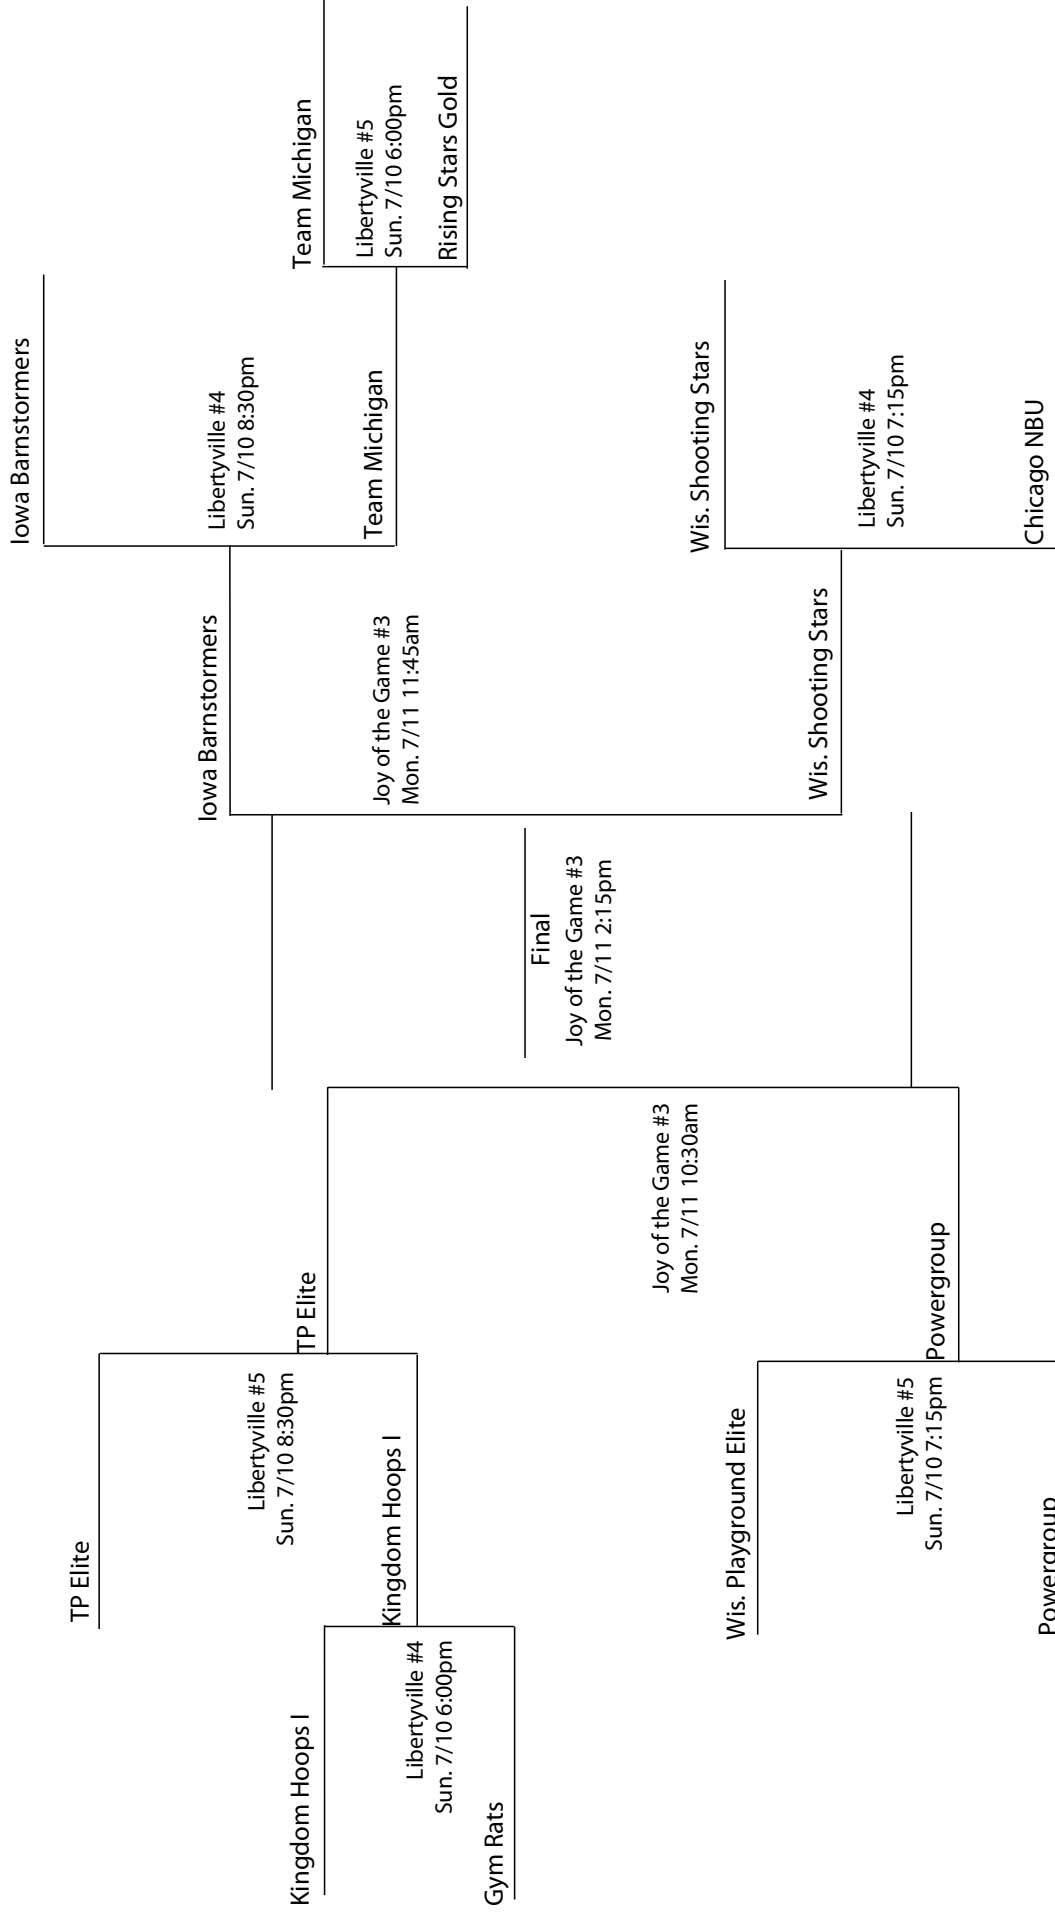 Kingdom Hoops I
Libertyville #4
Sun. 7/10 6:00pm
Gym Rats
TP Elite
Libertyville #5
Sun. 7/10 8:30pm
Kingdom Hoops I
Wis. Playground Elite
Libertyville #5
Sun. 7/10 7:15pm
Powergroup
TP Elite
Joy of the Game #3
Mon. 7/11 10:30am
Powergroup
Final
Joy of the Game #3
Mon. 7/11 2:15pm
Iowa Barnstormers
Joy of the Game #3
Mon. 7/11 11:45am
Wis. Shooting Stars
Iowa Barnstormers
Libertyville #4
Sun. 7/10 8:30pm
Team Michigan
Wis. Shooting Stars
Libertyville #4
Sun. 7/10 7:15pm
Chicago NBU
Team Michigan
Libertyville #5
Sun. 7/10 6:00pm
Rising Stars Gold